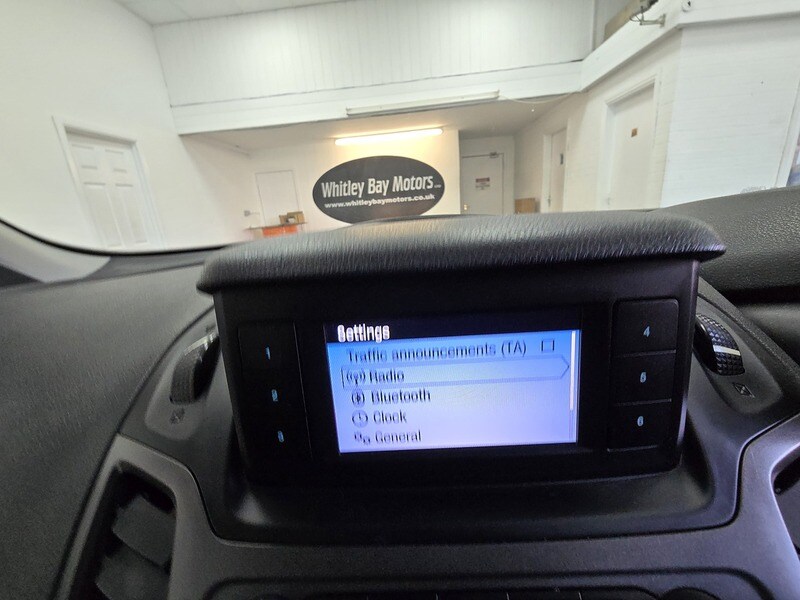 Whitley Bay Motors
www.whitleybaymotors.co.uk
Settings
Traffic announcements (TA)
Radio
Bluetooth
Clock
General
1
2
3
4
5
6